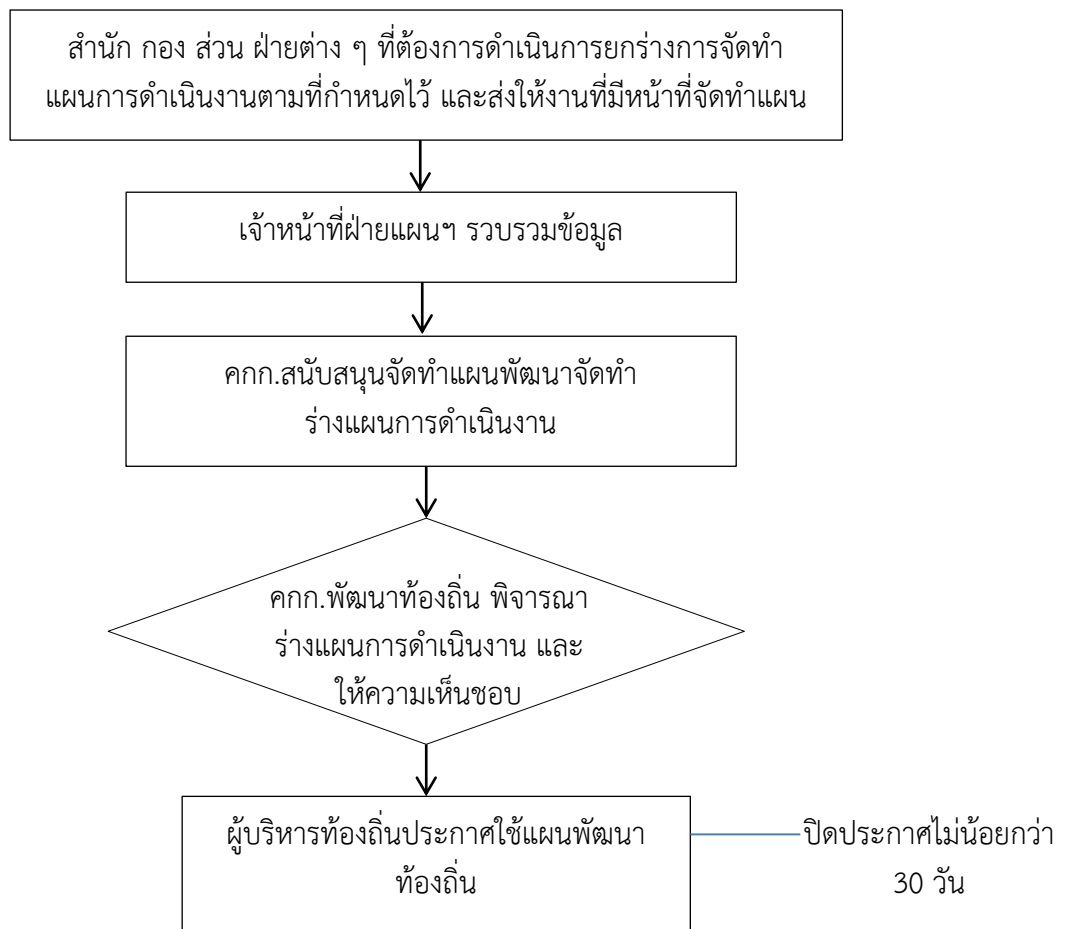 สำนัก กอง ส่วน ฝ่ายต่าง ๆ ที่ต้องการดำเนินการยกร่างการจัดทำ
แผนการดำเนินงานตามที่กำหนดไว้ และส่งให้งานที่มีหน้าที่จัดทำแผน
เจ้าหน้าที่ฝ่ายแผนฯ รวบรวมข้อมูล
คกก.สนับสนุนจัดทำแผนพัฒนาจัดทำ
ร่างแผนการดำเนินงาน
คกก.พัฒนาท้องถิ่น พิจารณา
ร่างแผนการดำเนินงาน และ
ให้ความเห็นชอบ
ผู้บริหารท้องถิ่นประกาศใช้แผนพัฒนา
ท้องถิ่น
ปิดประกาศไม่น้อยกว่า
30 วัน